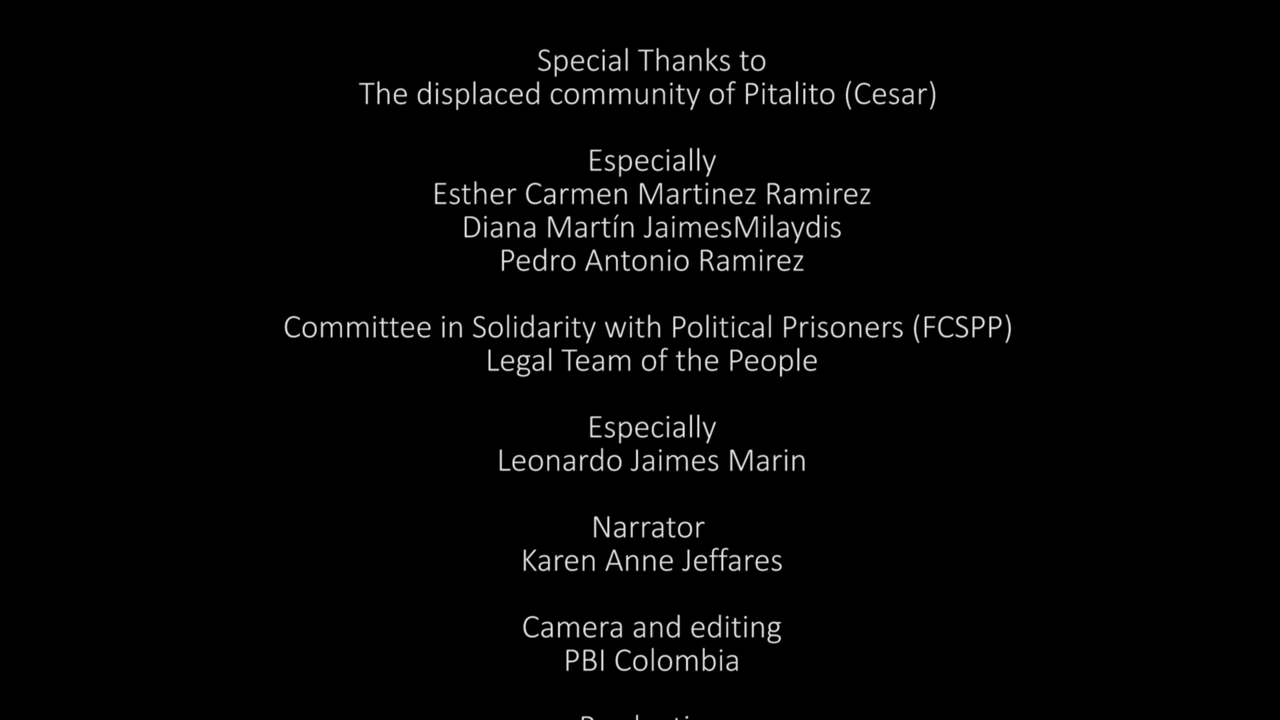 Special Thanks to
The displaced community of Pitalito (Cesar)
Especially
Esther Carmen Martinez Ramirez
Diana Martín JaimesMilaydis
Pedro Antonio Ramirez
Committee in Solidarity with Political Prisoners (FCSPP)
Legal Team of the People
Especially
Leonardo Jaimes Marin
Narrator
Karen Anne Jeffares
Camera and editing
PBI Colombia